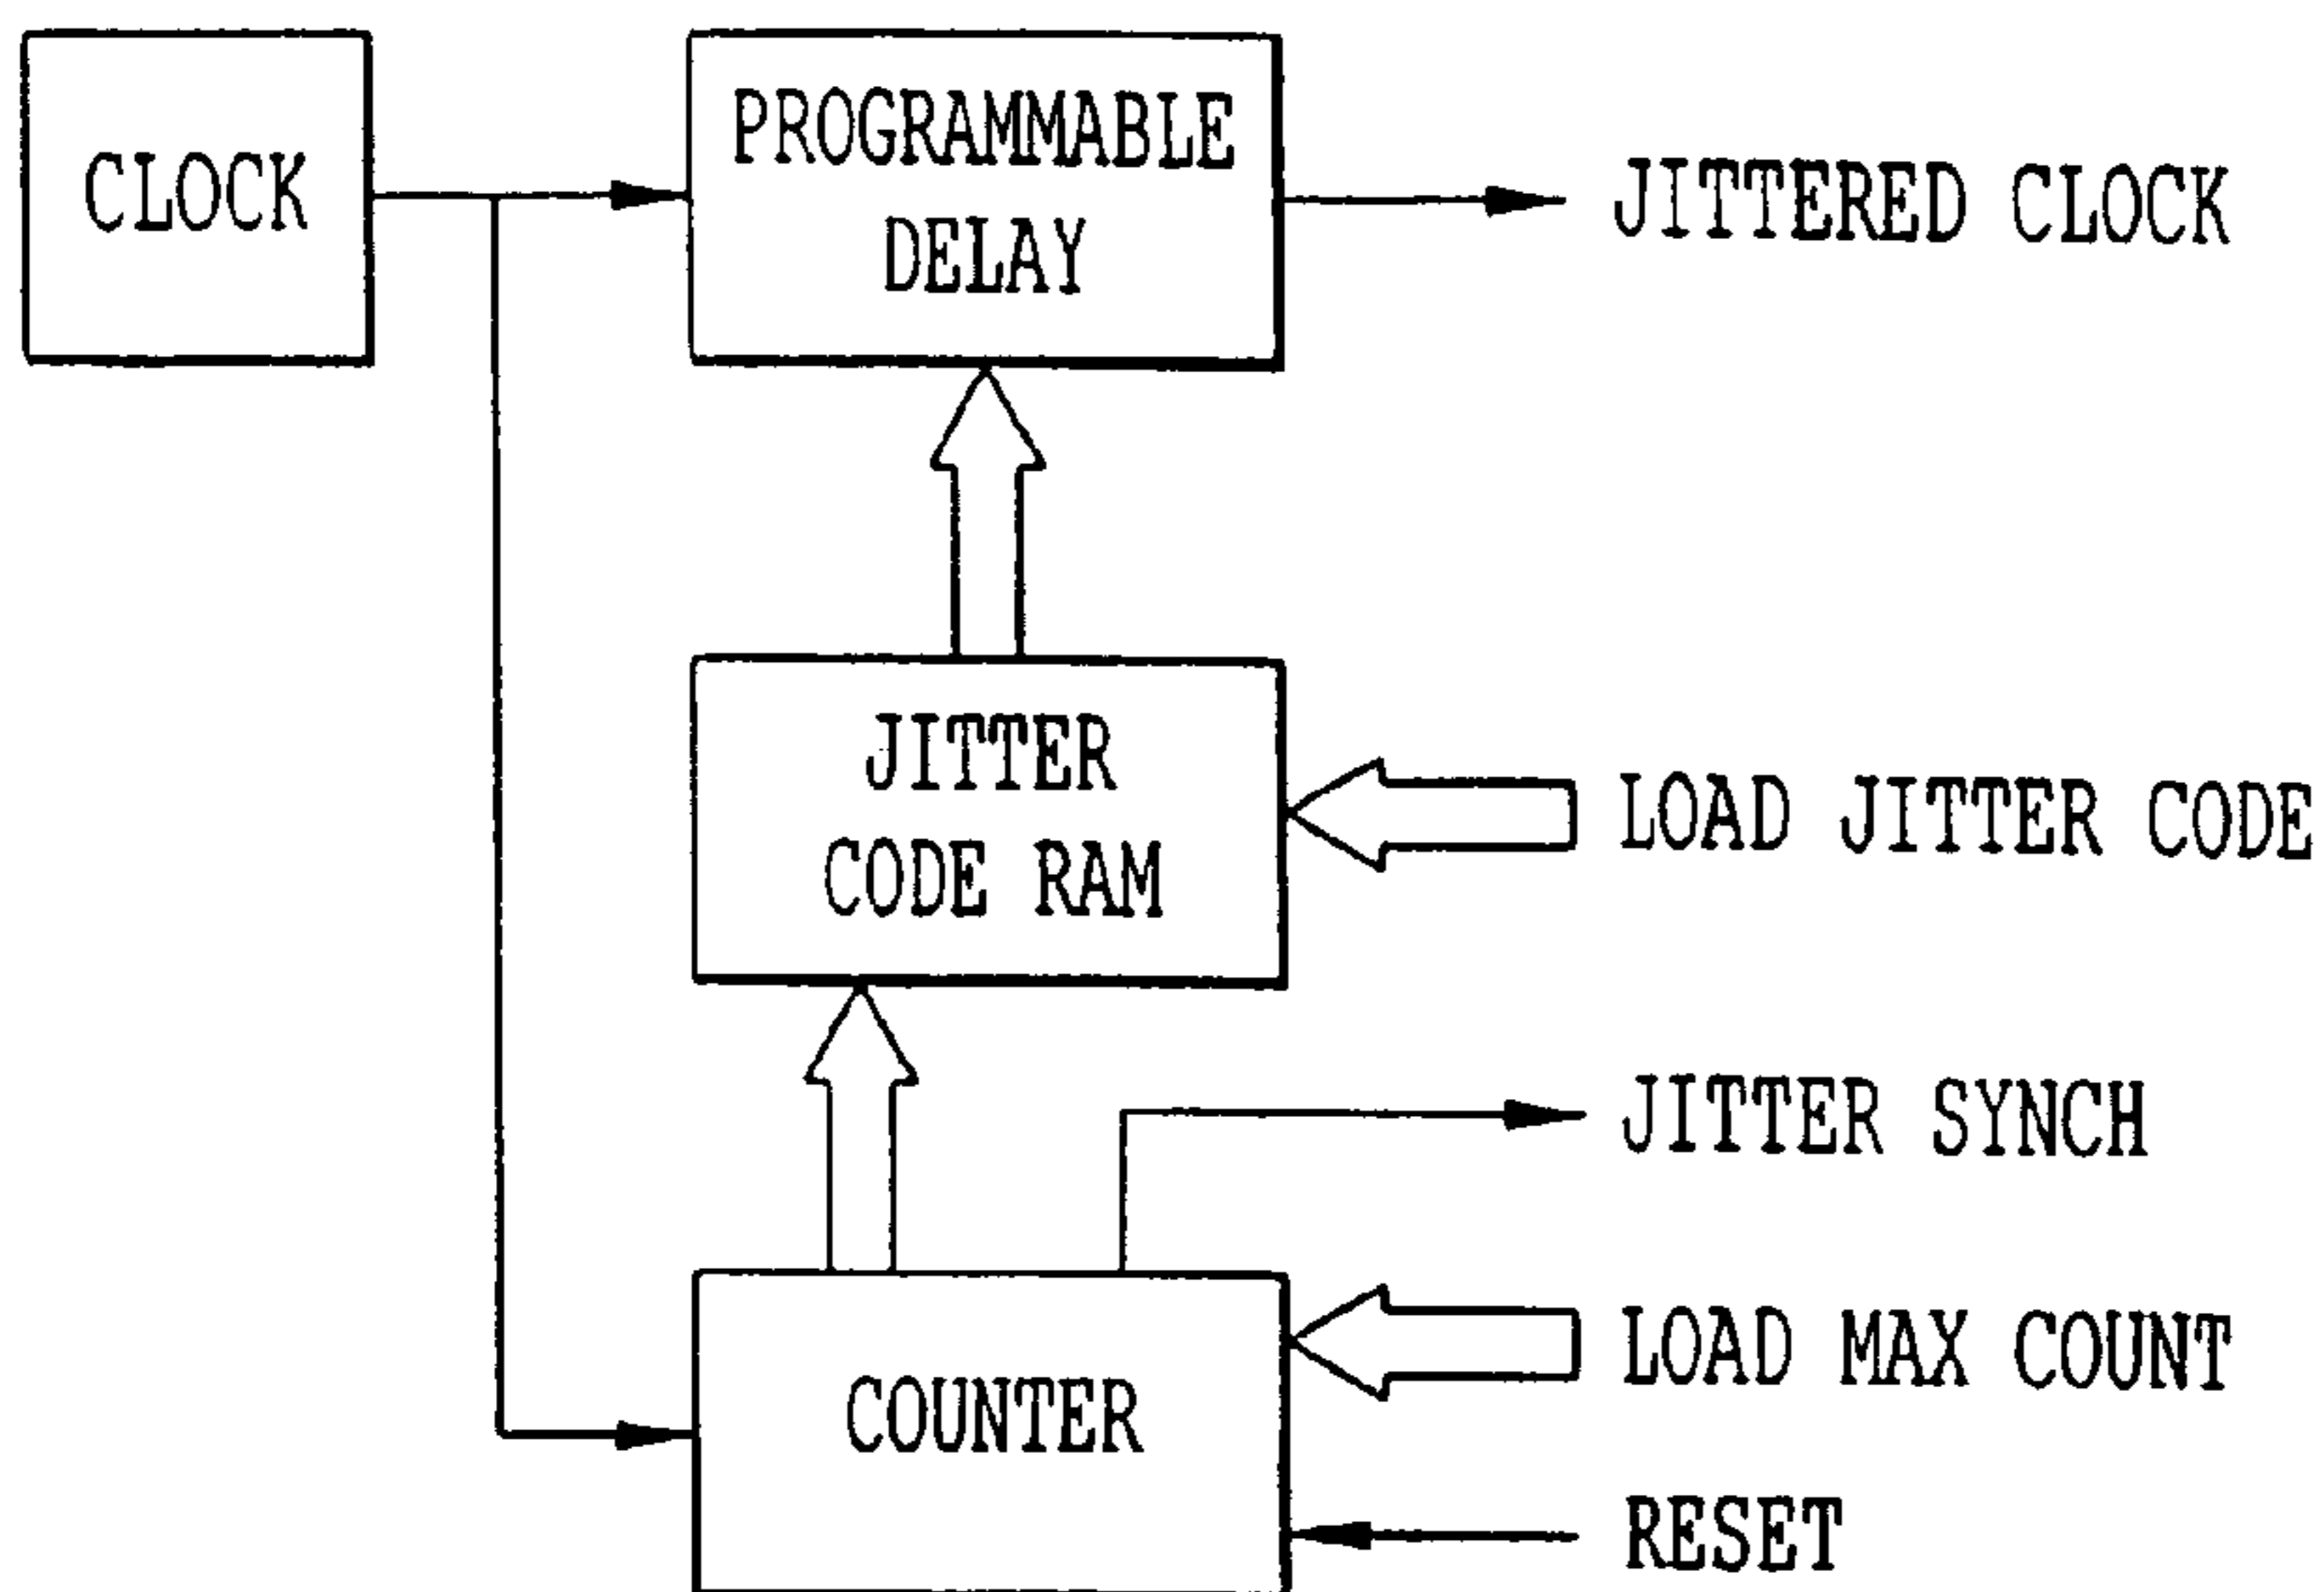 CLOCK
PROGRAMMABLE
DELAY
JITTERED CLOCK
JITTER
CODE RAM
LOAD JITTER CODE
JITTER SYNCH
COUNTER
LOAD MAX COUNT
RESET